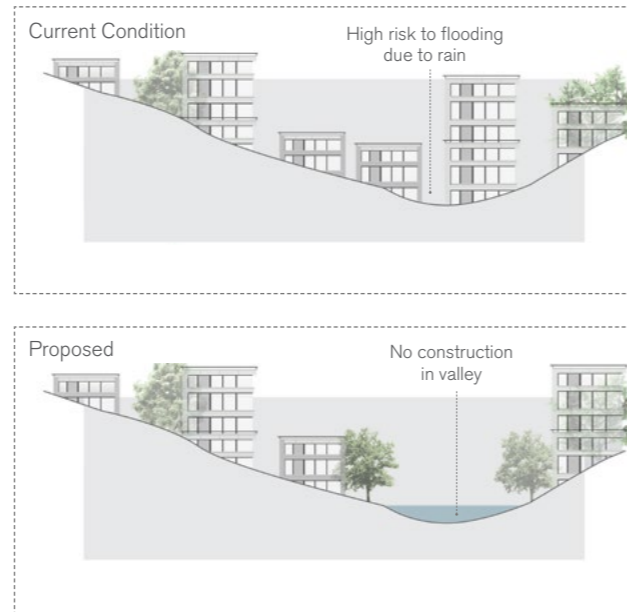 Current Condition
High risk to flooding
due to rain
Proposed
No construction
in valley